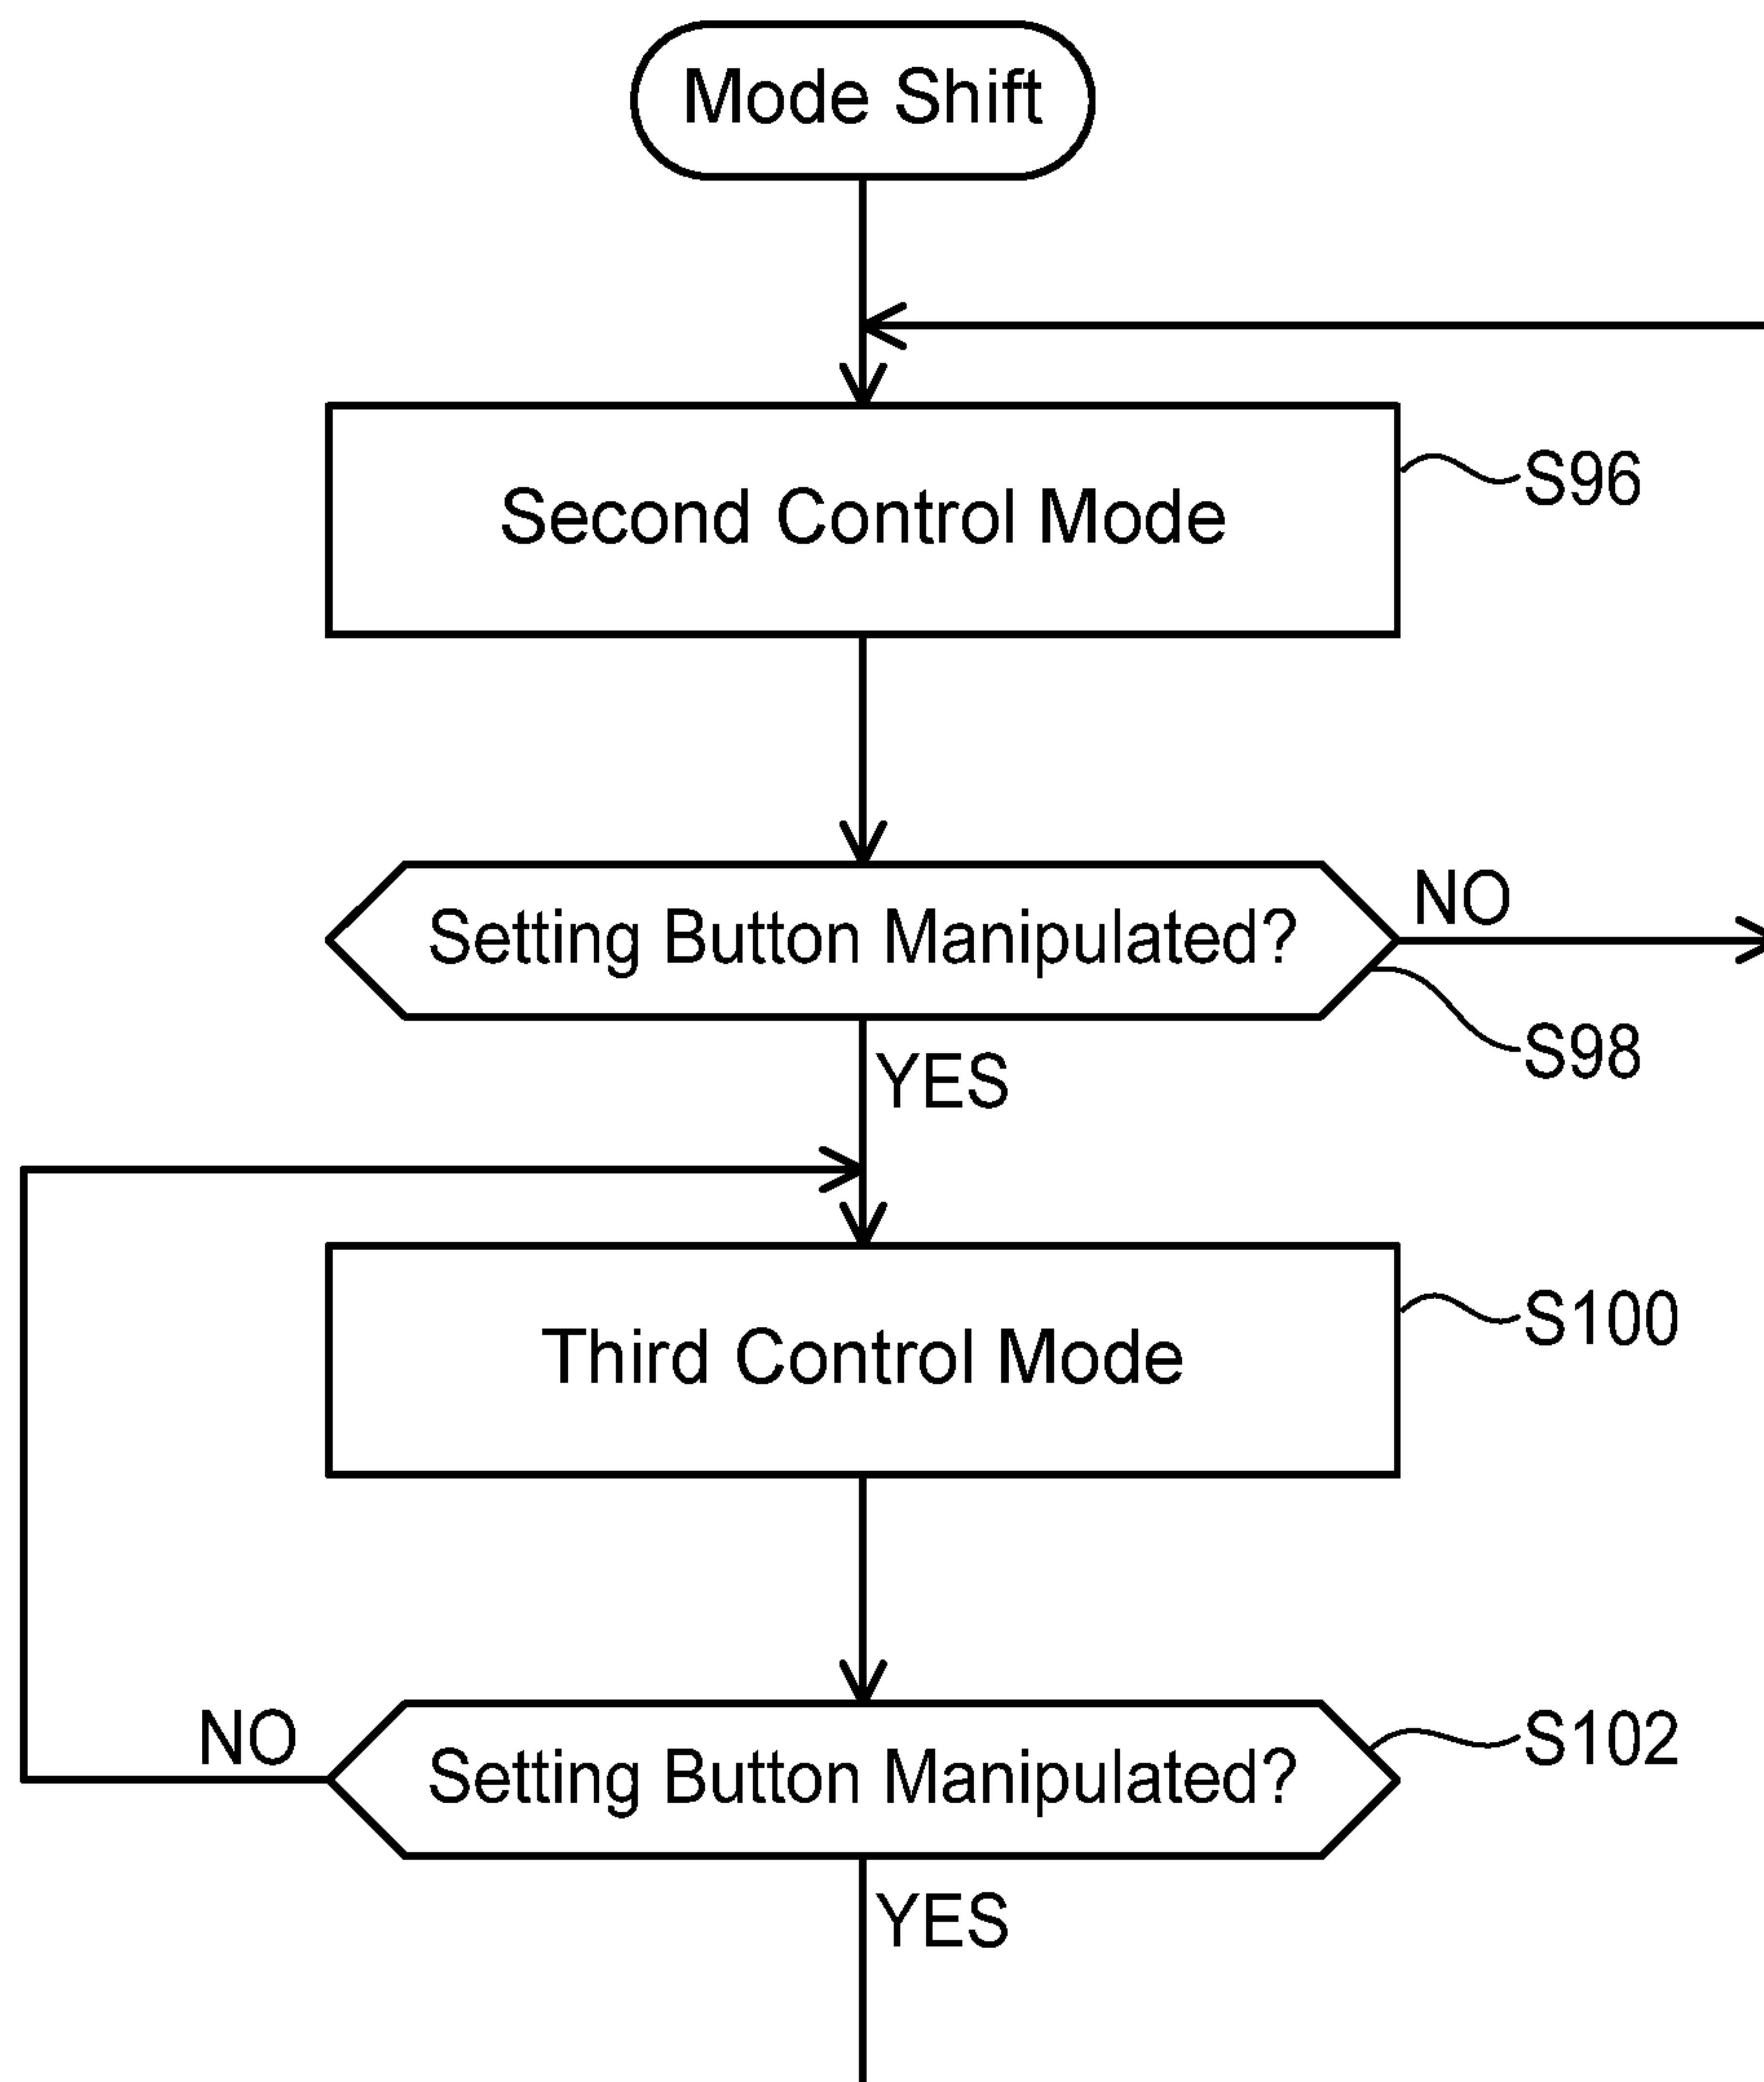 Mode Shift
Second Control Mode
S96
Setting Button Manipulated?
NO
S98
YES
Third Control Mode
S100
NO
Setting Button Manipulated?
S102
YES